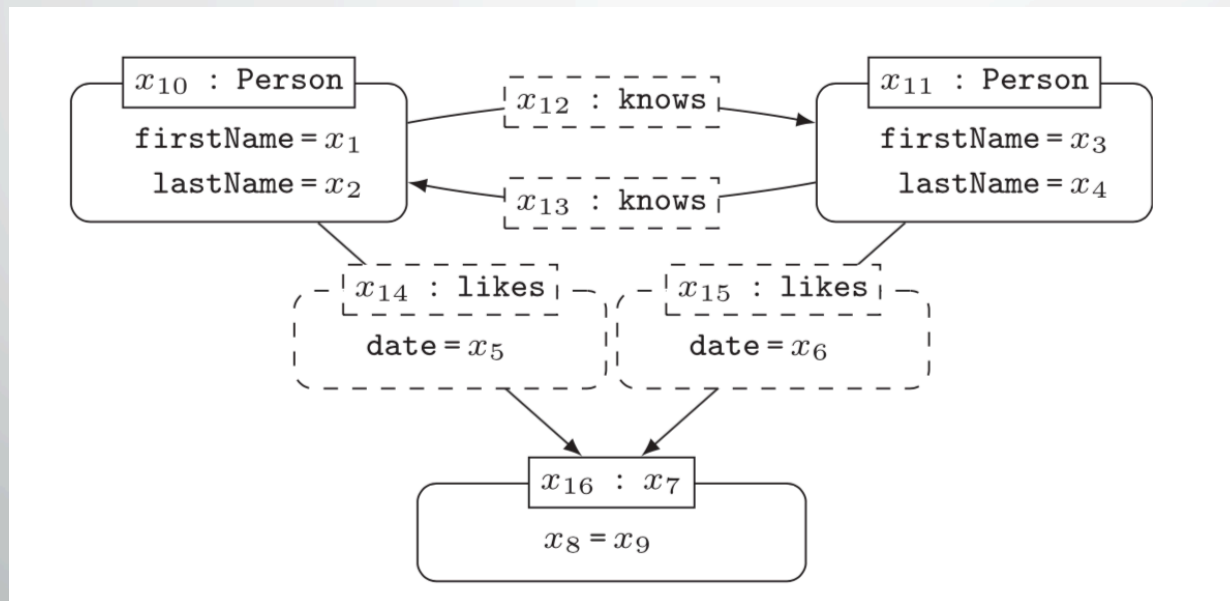 x₁₀ : Person
firstName = x₁
lastName = x₂
x₁₂ : knows
x₁₃ : knows
x₁₁ : Person
firstName = x₃
lastName = x₄
x₁₄ : likes
date = x₅
x₁₅ : likes
date = x₆
x₁₆ : x₇
x₈ = x₉